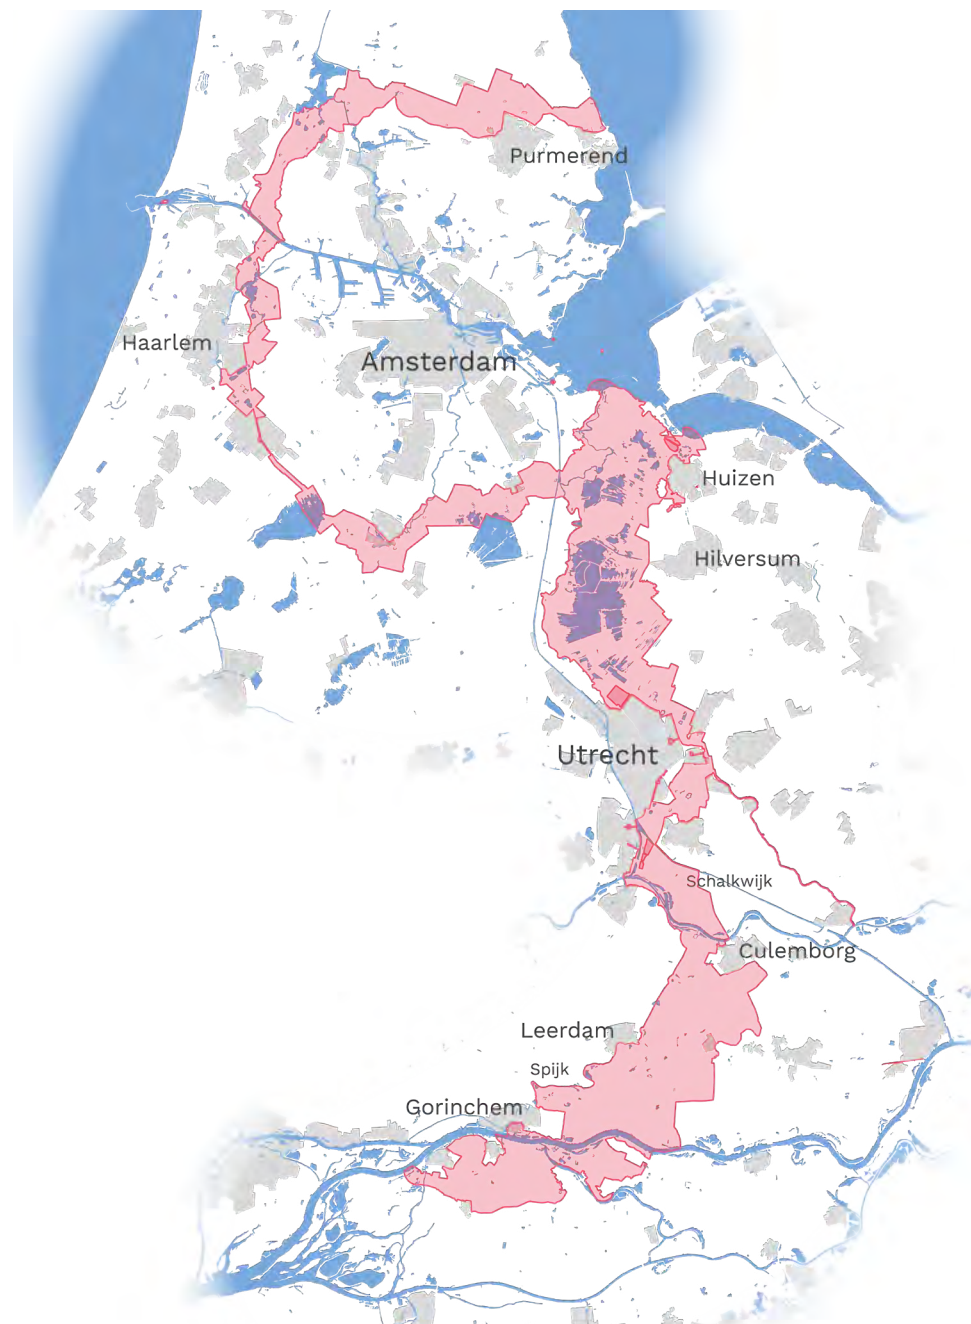 Purmerend
Haarlem
Amsterdam
Huizen
Hilversum
Utrecht
Schalkwijk
Culemborg
Leerdam
Spijk
Gorinchem